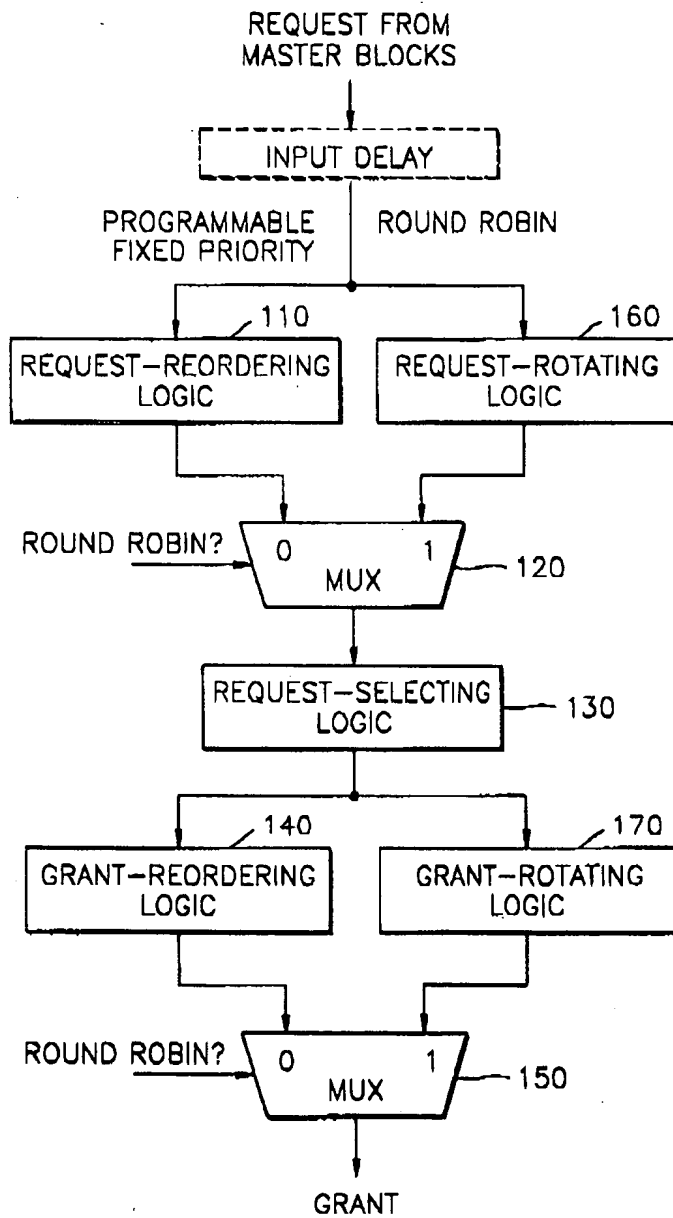 REQUEST FROM
MASTER BLOCKS
INPUT DELAY
PROGRAMMABLE
FIXED PRIORITY
ROUND ROBIN
110
160
REQUEST-REORDERING
LOGIC
REQUEST-ROTATING
LOGIC
ROUND ROBIN?
0
1
MUX
120
REQUEST-SELECTING
LOGIC
130
140
170
GRANT-REORDERING
LOGIC
GRANT-ROTATING
LOGIC
ROUND ROBIN?
0
1
MUX
150
GRANT